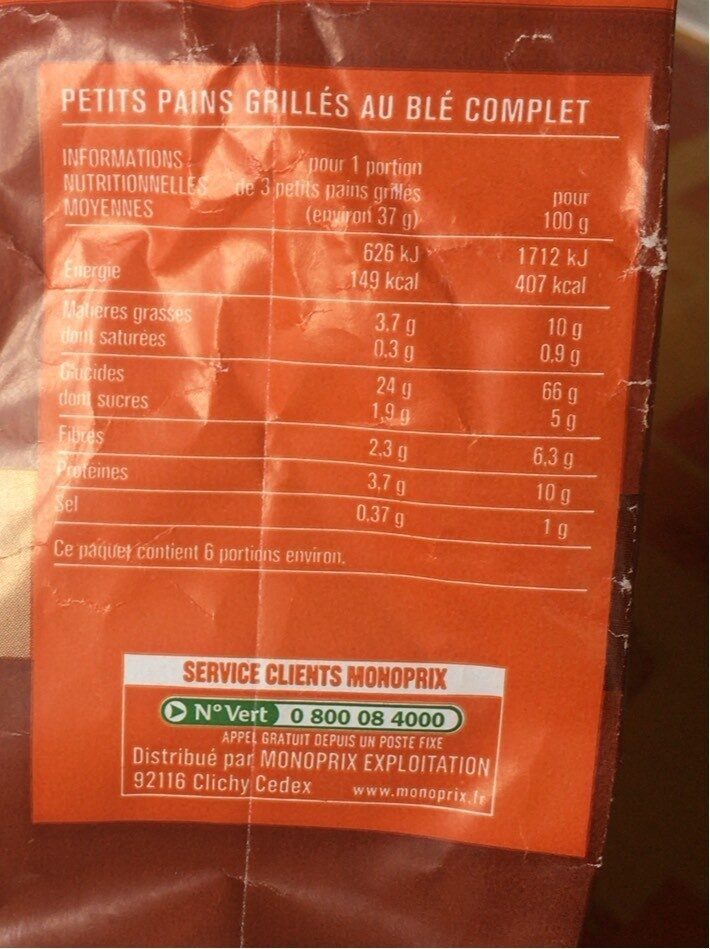 PETITS PAINS GRILLÉS AU BLÉ COMPLET
INFORMATIONS NUTRITIONNELLES MOYENNES
pour 1 portion
de 3 petits pains grillés
(environ 37 g)
pour
100 g
Énergie 626 kJ 1712 kJ
149 kcal 407 kcal
Matières grasses 3,7 g 10 g
dont saturées 0,3 g 0,9 g
Glucides 24 g 66 g
dont sucres 1,9 g 5 g
Fibres 2,3 g 6,3 g
Protéines 3,7 g 10 g
Sel 0,37 g 1 g
Ce paquet contient 6 portions environ.
SERVICE CLIENTS MONOPRIX
N° Vert 0 800 08 4000
APPEL GRATUIT DEPUIS UN POSTE FIXE
Distribué par MONOPRIX EXPLOITATION
92116 Clichy Cedex www.monoprix.fr